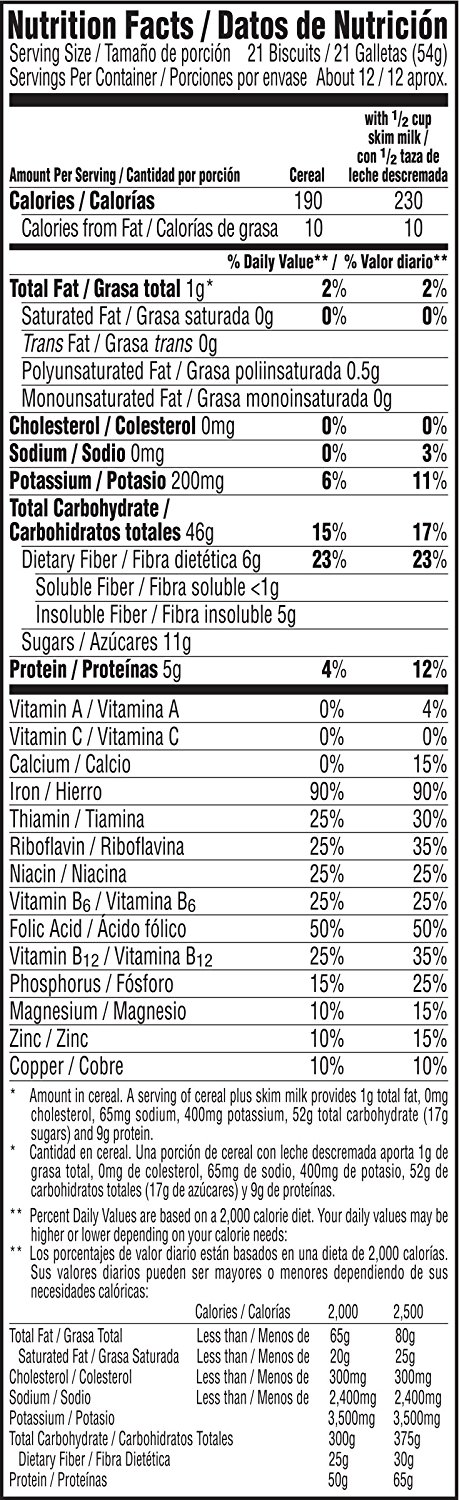 Nutrition Facts / Datos de Nutrición
Serving Size / Tamaño de porción 21 Biscuits / 21 Galletas (54g)
Servings Per Container / Porciones por envase About 12 / 12 aprox.
with 1/2 cup
skim milk /
con 1/2 taza de
Amount Per Serving / Cantidad por porción Cereal leche descremada
Calories / Calorías 190 230
Calories from Fat / Calorías de grasa 10 10
% Daily Value** / % Valor diario**
Total Fat / Grasa total 1g* 2% 2%
Saturated Fat / Grasa saturada 0g 0% 0%
Trans Fat / Grasa trans 0g
Polyunsaturated Fat / Grasa poliinsaturada 0.5g
Monounsaturated Fat / Grasa monoinsaturada 0g
Cholesterol / Colesterol 0mg 0% 0%
Sodium / Sodio 0mg 0% 3%
Potassium / Potasio 200mg 6% 11%
Total Carbohydrate /
Carbohidratos totales 46g 15% 17%
Dietary Fiber / Fibra dietética 6g 23% 23%
Soluble Fiber / Fibra soluble <1g
Insoluble Fiber / Fibra insoluble 5g
Sugars / Azúcares 11g
Protein / Proteínas 5g 4% 12%
Vitamin A / Vitamina A 0% 4%
Vitamin C / Vitamina C 0% 0%
Calcium / Calcio 0% 15%
Iron / Hierro 90% 90%
Thiamin / Tiamina 25% 30%
Riboflavin / Riboflavina 25% 35%
Niacin / Niacina 25% 25%
Vitamin B6 / Vitamina B6 25% 25%
Folic Acid / Ácido fólico 50% 50%
Vitamin B12 / Vitamina B12 25% 35%
Phosphorus / Fósforo 15% 25%
Magnesium / Magnesio 10% 15%
Zinc / Zinc 10% 15%
Copper / Cobre 10% 10%
* Amount in cereal. A serving of cereal plus skim milk provides 1g total fat, 0mg
cholesterol, 65mg sodium, 400mg potassium, 52g total carbohydrate (17g
sugars) and 9g protein.
* Cantidad en cereal. Una porción de cereal con leche descremada aporta 1g de
grasa total, 0mg de colesterol, 65mg de sodio, 400mg de potasio, 52g de
carbohidratos totales (17g de azúcares) y 9g de proteínas.
** Percent Daily Values are based on a 2,000 calorie diet. Your daily values may be
higher or lower depending on your calorie needs:
** Los porcentajes de valor diario están basados en una dieta de 2,000 calorías.
Sus valores diarios pueden ser mayores o menores dependiendo de sus
necesidades calóricas:
Calories / Calorías 2,000 2,500
Total Fat / Grasa Total Less than / Menos de 65g 80g
Saturated Fat / Grasa Saturada Less than / Menos de 20g 25g
Cholesterol / Colesterol Less than / Menos de 300mg 300mg
Sodium / Sodio Less than / Menos de 2,400mg 2,400mg
Potassium / Potasio 3,500mg 3,500mg
Total Carbohydrate / Carbohidratos Totales 300g 375g
Dietary Fiber / Fibra Dietética 25g 30g
Protein / Proteínas 50g 65g